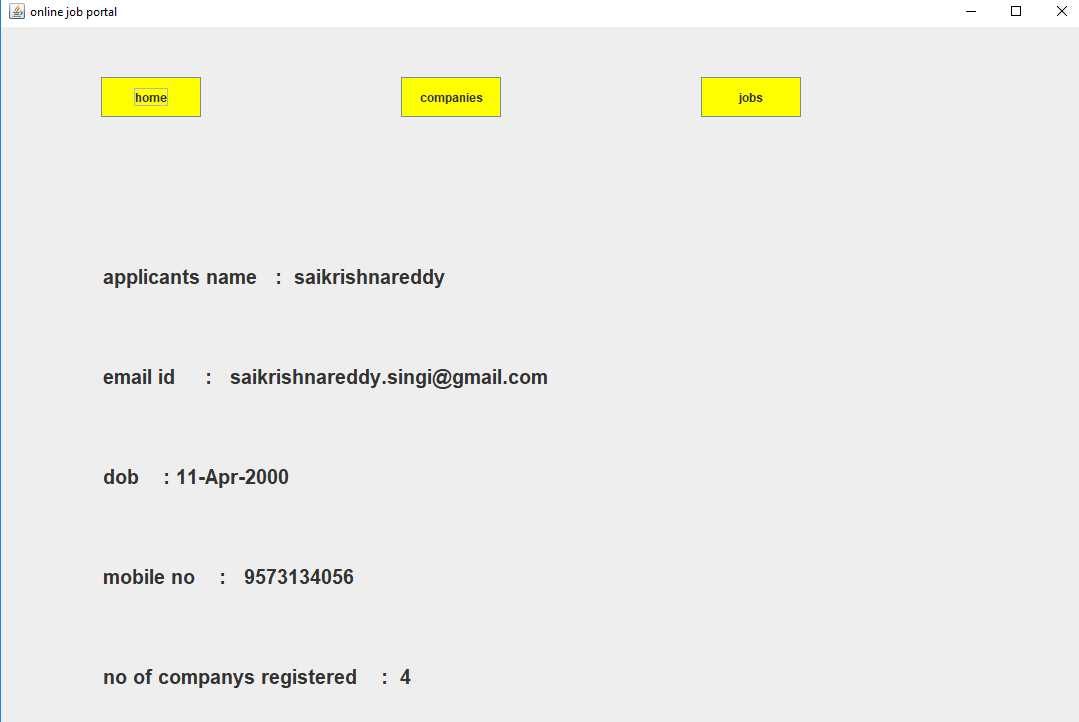 online job portal
home companies jobs
applicants name : saikrishnareddy
email id : saikrishnareddy.singi@gmail.com
dob : 11-Apr-2000
mobile no : 9573134056
no of companys registered : 4